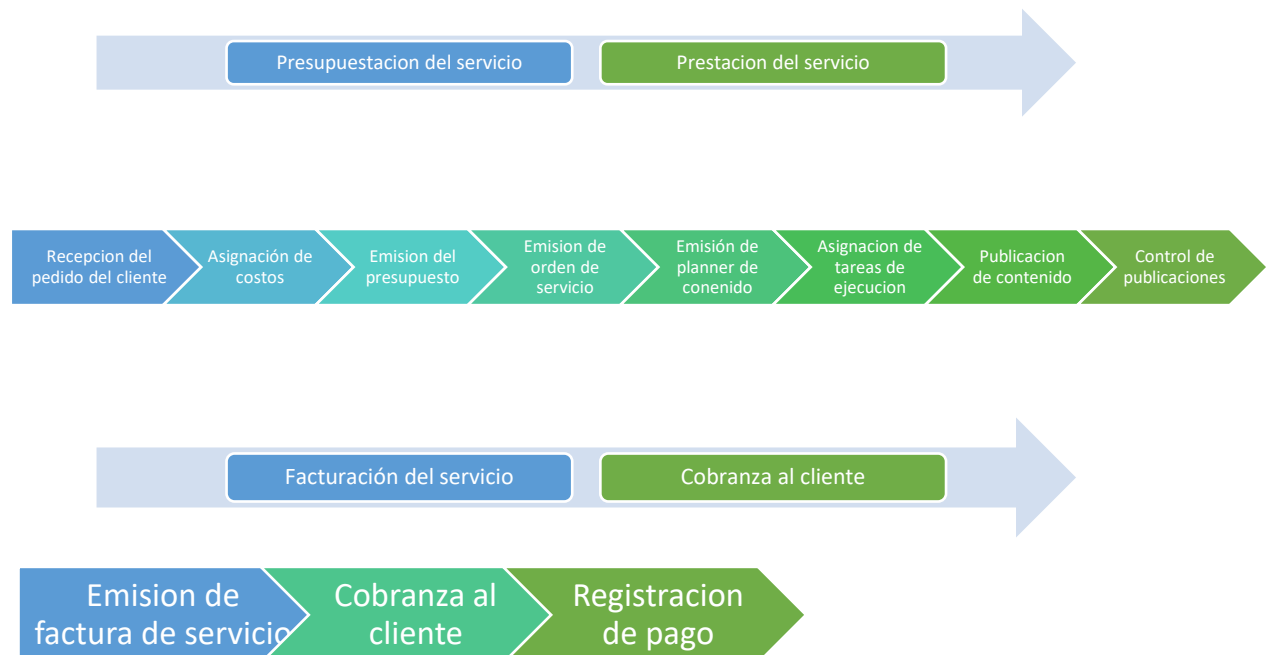 Presupuestacion del servicio
Prestacion del servicio
Recepcion del
pedido del cliente
Asignación de
costos
Emision del
presupuesto
Emision de
orden de
servicio
Emisión de
planner de
conenido
Asignacion de
tareas de
ejecucion
Publicacion
de contenido
Control de
publicaciones
Facturación del servicio
Cobranza al cliente
Emision de
factura de servicio
Cobranza al
cliente
Registracion
de pago